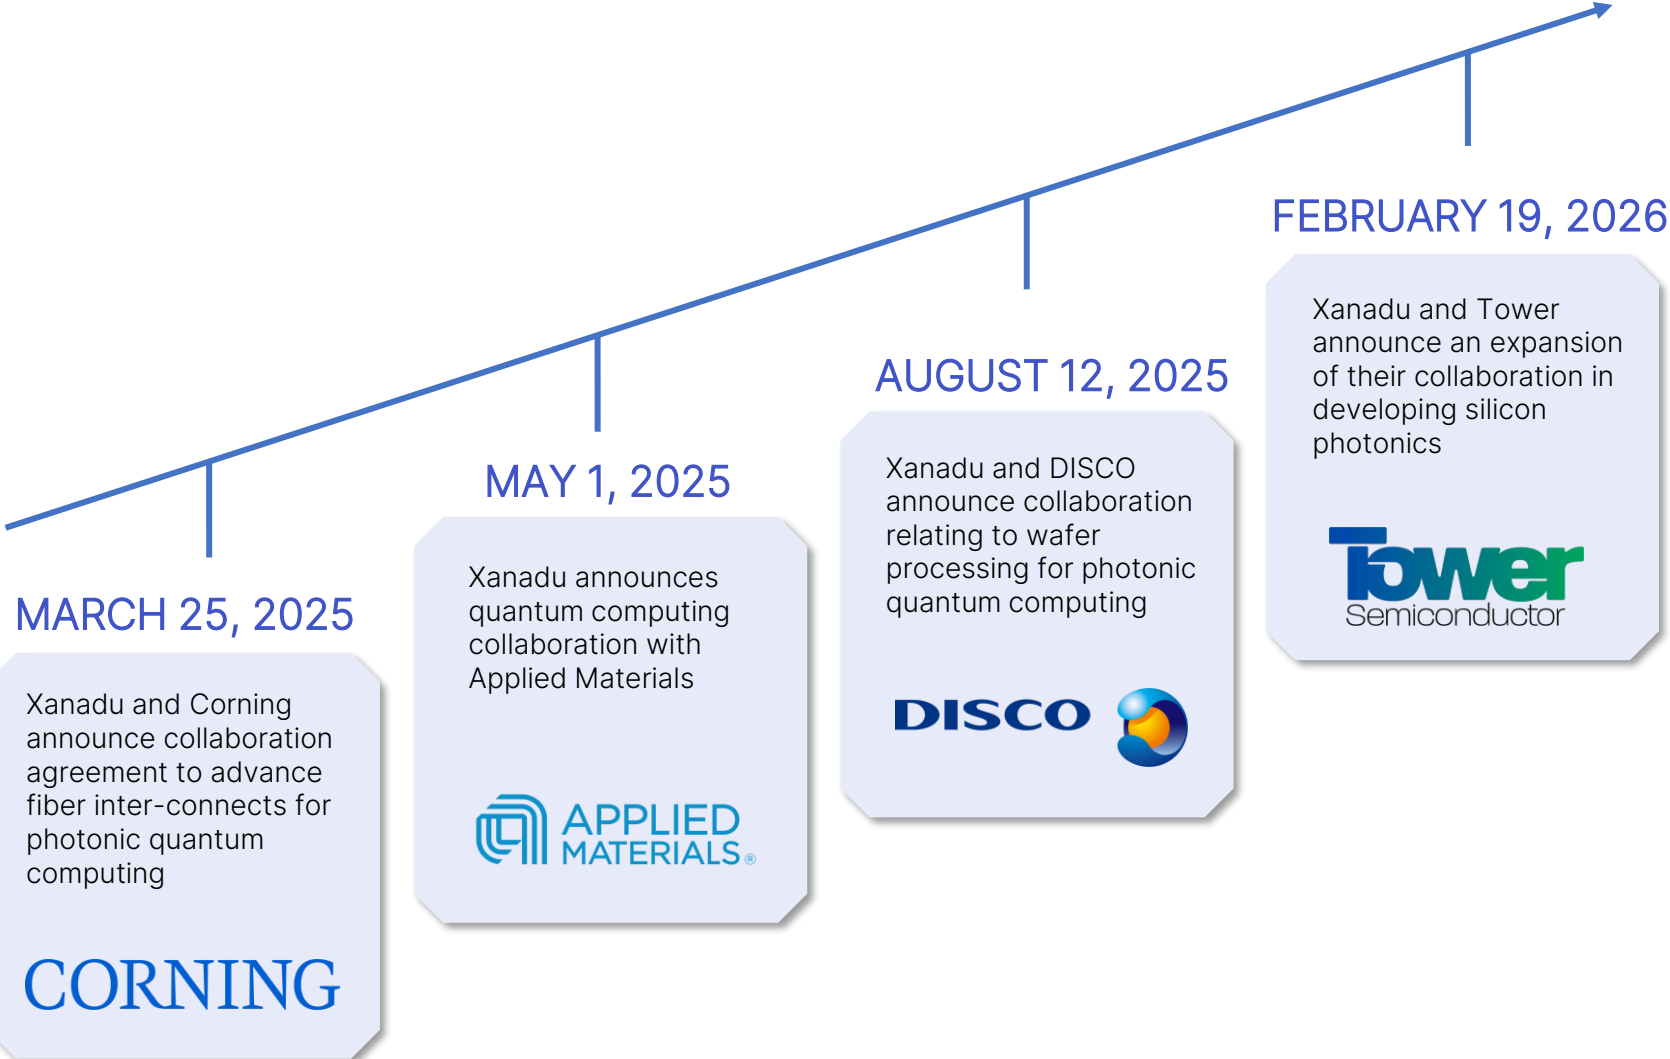 MARCH 25, 2025
Xanadu and Corning
announce collaboration
agreement to advance
fiber inter-connects for
photonic quantum
computing
CORNING
MAY 1, 2025
Xanadu announces
quantum computing
collaboration with
Applied Materials
APPLIED
MATERIALS®
AUGUST 12, 2025
Xanadu and DISCO
announce collaboration
relating to wafer
processing for photonic
quantum computing
DISCO
FEBRUARY 19, 2026
Xanadu and Tower
announce an expansion
of their collaboration in
developing silicon
photonics
Tower
Semiconductor